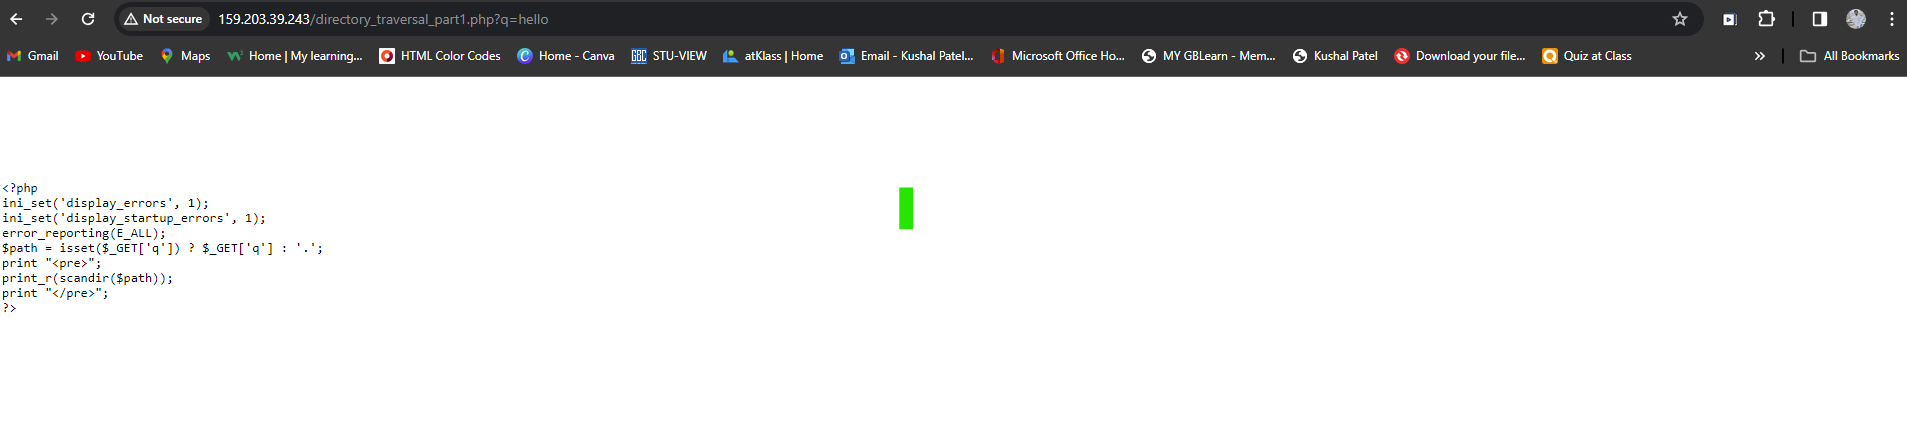 Not secure 159.203.39.243/directory_traversal_part1.php?q=hello
Gmail YouTube Maps Home | My learning... HTML Color Codes Home - Canva GBC STU-VIEW atKlass | Home Email - Kushal Patel... Microsoft Office Ho... MY GBLearn - Mem... Kushal Patel Download your file... Quiz at Class » All Bookmarks
<?php
ini_set('display_errors', 1);
ini_set('display_startup_errors', 1);
error_reporting(E_ALL);
$path = isset($_GET['q']) ? $_GET['q'] : '.';
print "<pre>";
print_r(scandir($path));
print "</pre>";
?>